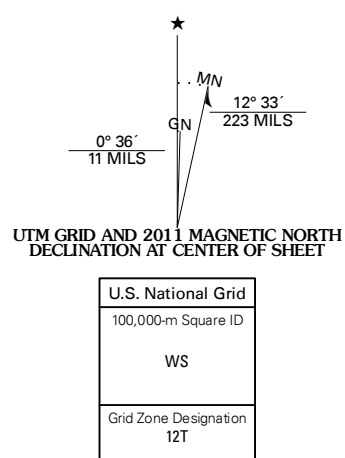 MN
12° 33´
223 MILS
GN
0° 36´
11 MILS
UTM GRID AND 2011 MAGNETIC NORTH
DECLINATION AT CENTER OF SHEET
U.S. National Grid
100,000-m Square ID
WS
Grid Zone Designation
12T